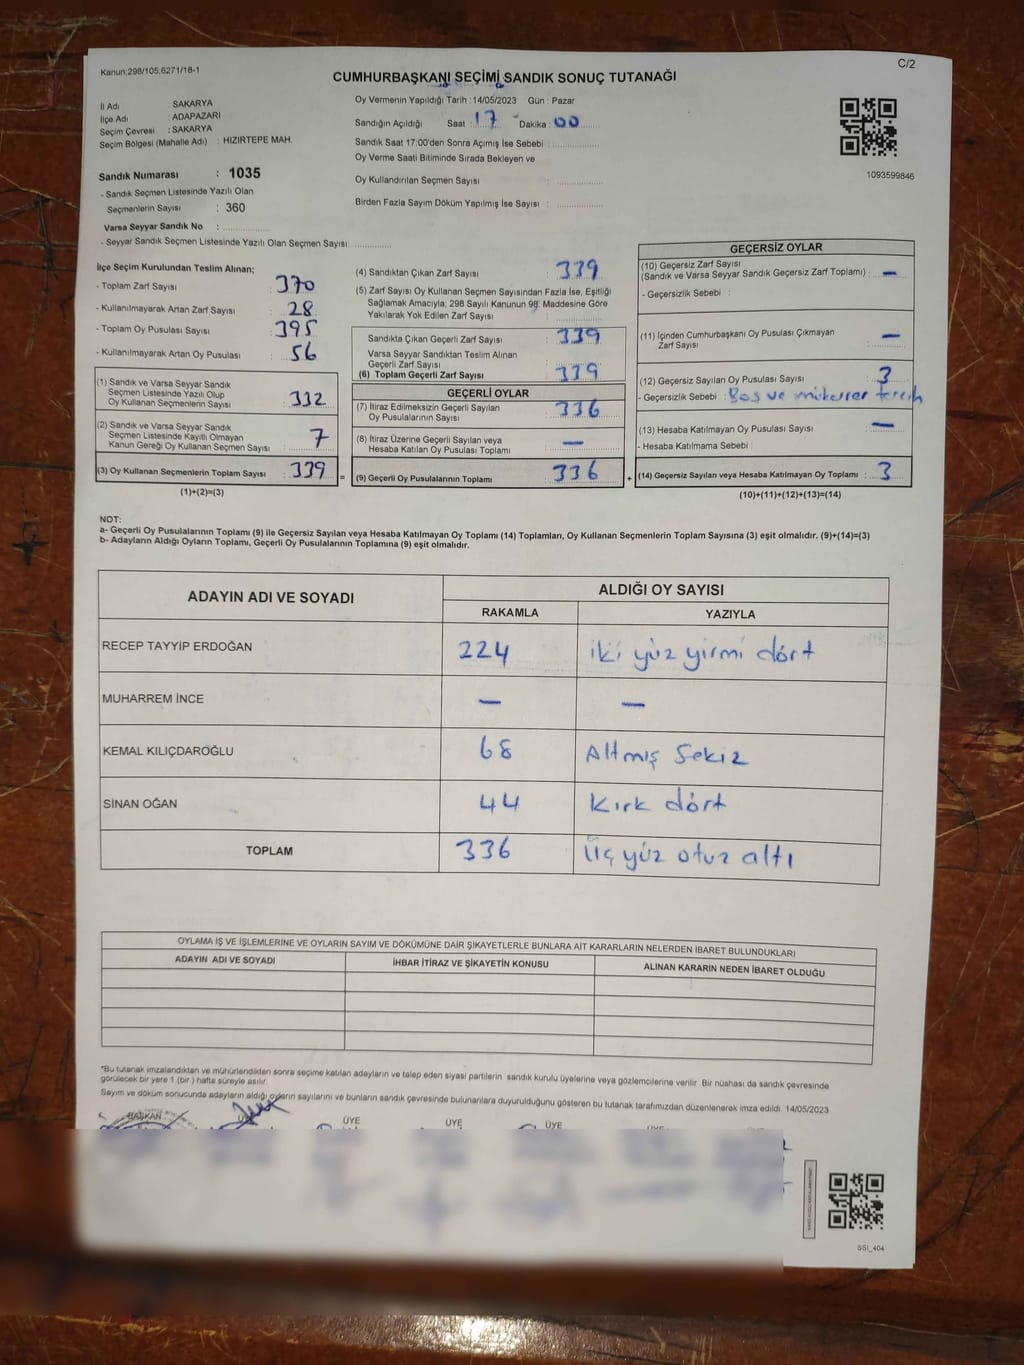 Kanun;298/105;6271/18-1
C/2
CUMHURBAŞKANI SEÇİMİ SANDIK SONUÇ TUTANAĞI
İl Adı : SAKARYA
İlçe Adı : ADAPAZARI
Seçim Çevresi : SAKARYA
Seçim Bölgesi (Mahalle Adı) : HIZIRTEPE MAH.
Sandık Numarası : 1035
- Sandık Seçmen Listesinde Yazılı Olan
Seçmenlerin Sayısı : 360
Varsa Seyyar Sandık No :
- Seyyar Sandık Seçmen Listesinde Yazılı Olan Seçmen Sayısı:
Oy Vermenin Yapıldığı Tarih : 14/05/2023 Gün : Pazar
Sandığın Açıldığı Saat : 17 Dakika : 00
Sandık Saat 17:00'den Sonra Açımış İse Sebebi :
Oy Verme Saati Bitiminde Sırada Bekleyen ve
Oy Kullandırılan Seçmen Sayısı :
Birden Fazla Sayım Döküm Yapılmış İse Sayısı :
1093599846
İlçe Seçim Kurulundan Teslim Alınan;
- Toplam Zarf Sayısı : 370
- Kullanılmayarak Artan Zarf Sayısı : 28
- Toplam Oy Pusulası Sayısı : 395
- Kullanılmayarak Artan Oy Pusulası : 56
(1) Sandık ve Varsa Seyyar Sandık
Seçmen Listesinde Yazılı Olup
Oy Kullanan Seçmenlerin Sayısı : 332
(2) Sandık ve Varsa Seyyar Sandık
Seçmen Listesinde Kayıtlı Olmayan
Kanun Gereği Oy Kullanan Seçmen Sayısı : 7
(3) Oy Kullanan Seçmenlerin Toplam Sayısı : 339
(1)+(2)=(3)
(4) Sandıktan Çıkan Zarf Sayısı : 339
(5) Zarf Sayısı Oy Kullanan Seçmen Sayısından Fazla İse, Eşitliği
Sağlamak Amacıyla; 298 Sayılı Kanunun 98. Maddesine Göre
Yakılarak Yok Edilen Zarf Sayısı :
Sandıkta Çıkan Geçerli Zarf Sayısı : 339
Varsa Seyyar Sandıktan Teslim Alınan
Geçerli Zarf Sayısı :
(6) Toplam Geçerli Zarf Sayısı : 339
GEÇERLİ OYLAR
(7) İtiraz Edilmeksizin Geçerli Sayılan
Oy Pusulalarının Sayısı : 336
(8) İtiraz Üzerine Geçerli Sayılan veya
Hesaba Katılan Oy Pusulası Toplamı : —
= (9) Geçerli Oy Pusulalarının Toplamı : 336
GEÇERSİZ OYLAR
(10) Geçersiz Zarf Sayısı
(Sandık ve Varsa Seyyar Sandık Geçersiz Zarf Toplamı) : —
- Geçersizlik Sebebi :
(11) İçinden Cumhurbaşkanı Oy Pusulası Çıkmayan
Zarf Sayısı : —
(12) Geçersiz Sayılan Oy Pusulası Sayısı : 3
- Geçersizlik Sebebi : Boş ve mükerrer tercih
(13) Hesaba Katılmayan Oy Pusulası Sayısı : —
- Hesaba Katılmama Sebebi :
+ (14) Geçersiz Sayılan veya Hesaba Katılmayan Oy Toplamı : 3
(10)+(11)+(12)+(13)=(14)
NOT:
a- Geçerli Oy Pusulalarının Toplamı (9) ile Geçersiz Sayılan veya Hesaba Katılmayan Oy Toplamı (14) Toplamları, Oy Kullanan Seçmenlerin Toplam Sayısına (3) eşit olmalıdır. (9)+(14)=(3)
b- Adayların Aldığı Oyların Toplamı, Geçerli Oy Pusulalarının Toplamına (9) eşit olmalıdır.
ADAYIN ADI VE SOYADI ALDIĞI OY SAYISI
RAKAMLA YAZIYLA
RECEP TAYYİP ERDOĞAN 224 iki yüz yirmi dört
MUHARREM İNCE — —
KEMAL KILIÇDAROĞLU 68 Altmış Sekiz
SİNAN OĞAN 44 Kırk dört
TOPLAM 336 Üç yüz otuz altı
OYLAMA İŞ VE İŞLEMLERİNE VE OYLARIN SAYIM VE DÖKÜMÜNE DAİR ŞİKAYETLERLE BUNLARA AİT KARARLARIN NELERDEN İBARET BULUNDUKLARI
ADAYIN ADI VE SOYADI İHBAR İTİRAZ VE ŞİKAYETİN KONUSU ALINAN KARARIN NEDEN İBARET OLDUĞU
*Bu tutanak imzalandıktan ve mühürlendikten sonra seçime katılan adayların ve talep eden siyasi partilerin sandık kurulu üyelerine veya gözlemcilerine verilir. Bir nüshası da sandık çevresinde
görülecek bir yere 1 (bir) hafta süreyle asılır.
Sayım ve döküm sonucunda adayların aldığı oyların sayılarını ve bunların sandık çevresinde bulunanlara duyurulduğunu gösteren bu tutanak tarafımızdan düzenlenerek imza edildi. 14/05/2023
BAŞKAN ÜYE ÜYE ÜYE ÜYE ÜYE
SSI_404